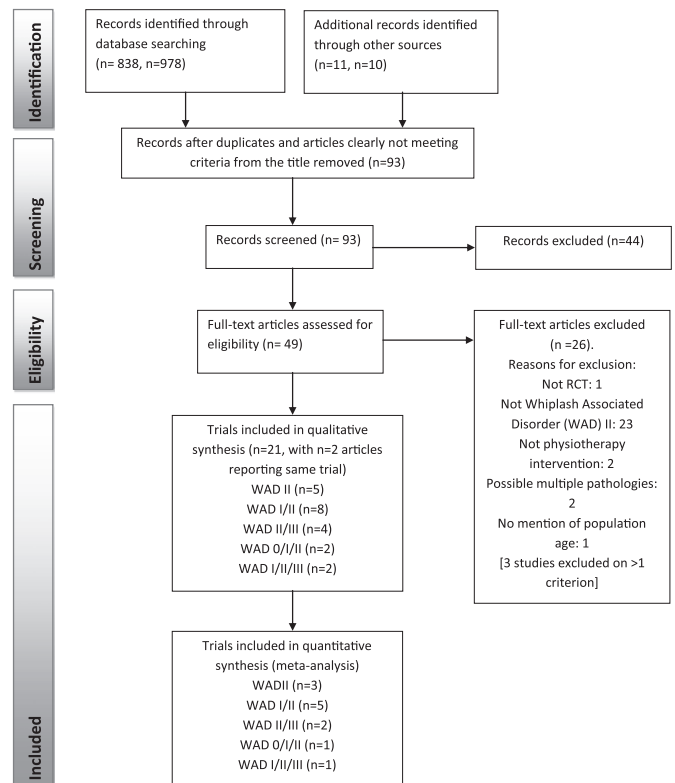 Identification
Records identified through
database searching
(n= 838, n=978)
Additional records identified
through other sources
(n=11, n=10)
Records after duplicates and articles clearly not meeting
criteria from the title removed (n=93)
Screening
Records screened (n= 93)
Records excluded (n=44)
Eligibility
Full-text articles assessed for
eligibility (n= 49)
Full-text articles excluded
(n =26).
Reasons for exclusion:
Not RCT: 1
Not Whiplash Associated
Disorder (WAD) II: 23
Not physiotherapy
intervention: 2
Possible multiple pathologies:
2
No mention of population
age: 1
[3 studies excluded on >1
criterion]
Included
Trials included in qualitative
synthesis (n=21, with n=2 articles
reporting same trial)
WAD II (n=5)
WAD I/II (n=8)
WAD II/III (n=4)
WAD 0/I/II (n=2)
WAD I/II/III (n=2)
Trials included in quantitative
synthesis (meta-analysis)
WADII (n=3)
WAD I/II (n=5)
WAD II/III (n=2)
WAD 0/I/II (n=1)
WAD I/II/III (n=1)